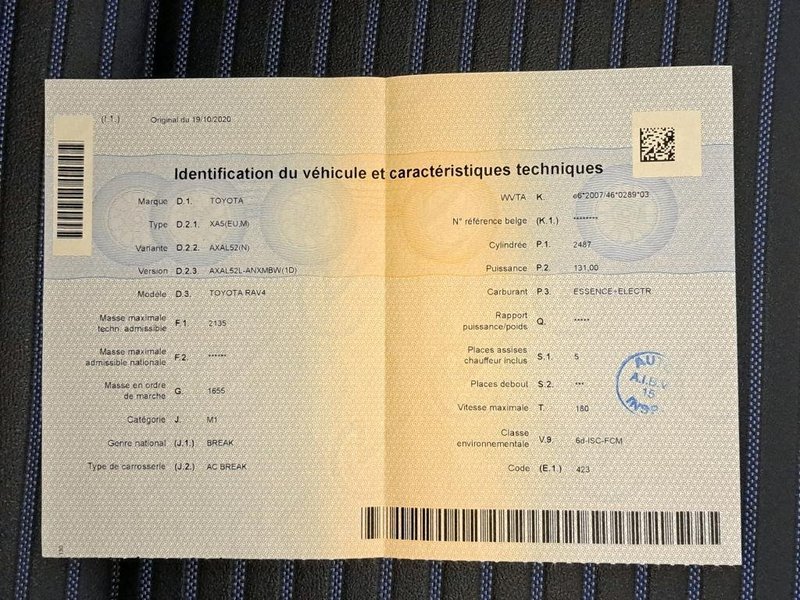 (I.1.) Original du 19/10/2020
Identification du véhicule et caractéristiques techniques
Marque D.1. TOYOTA
Type D.2.1. XA5(EU,M)
Variante D.2.2. AXAL52(N)
Version D.2.3 AXAL52L-ANXMBW(1D)
Modèle D.3. TOYOTA RAV4
Masse maximale
techn. admissible F.1 2135
Masse maximale
admissible nationale F.2. ******
Masse en ordre
de marche G. 1655
Catégorie J. M1
Genre national (J.1.) BREAK
Type de carrosserie (J.2.) AC BREAK
WVTA K. e6*2007/46*0289*03
N° référence belge (K.1.) ********
Cylindrée P.1. 2487
Puissance P.2. 131.00
Carburant P.3. ESSENCE+ELECTR
Rapport
puissance/poids Q. *****
Places assises
chauffeur inclus S.1. 5
Places debout S.2. ***
Vitesse maximale T. 180
Classe
environnementale V.9. 6d-ISC-FCM
Code (E.1.) 423
AUT
A.I.B.V
15
INSP